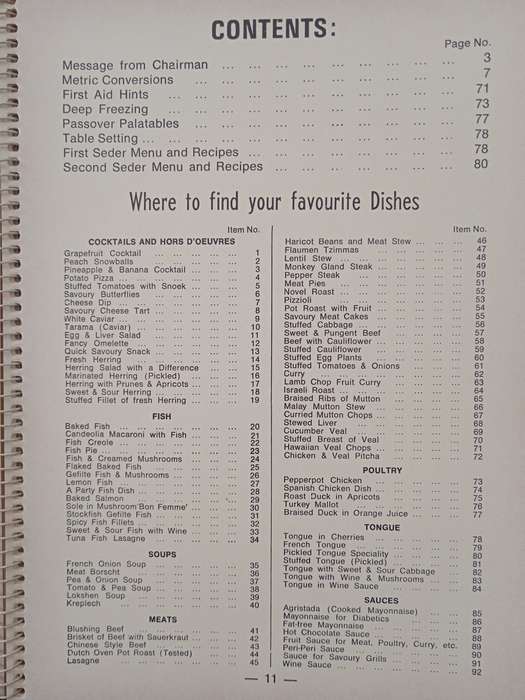 CONTENTS:
Page No.
Message from Chairman ... ... ... ... ... ... ... 3
Metric Conversions ... ... ... ... ... ... ... ... 7
First Aid Hints ... ... ... ... ... ... ... ... 71
Deep Freezing ... ... ... ... ... ... ... ... 73
Passover Palatables ... ... ... ... ... ... ... 77
Table Setting ... ... ... ... ... ... ... ... 78
First Seder Menu and Recipes ... ... ... ... ... ... 78
Second Seder Menu and Recipes ... ... ... ... ... 80
Where to find your favourite Dishes
Item No.
COCKTAILS AND HORS D'OEUVRES
Grapefruit Cocktail ... ... ... 1
Peach Snowballs ... ... ... 2
Pineapple & Banana Cocktail ... ... 3
Potato Pizza ... ... ... ... 4
Stuffed Tomatoes with Snoek ... ... 5
Savoury Butterflies ... ... ... 6
Cheese Dip ... ... ... ... 7
Savoury Cheese Tart ... ... ... 8
White Caviar ... ... ... ... 9
Tarama (Caviar) ... ... ... 10
Egg & Liver Salad ... ... ... 11
Fancy Omelette ... ... ... 12
Quick Savoury Snack ... ... ... 13
Fresh Herring ... ... ... 14
Herring Salad with a Difference ... ... 15
Marinated Herring (Pickled) ... ... 16
Herring with Prunes & Apricots ... ... 17
Sweet & Sour Herring ... ... ... 18
Stuffed Fillet of fresh Herring ... ... 19
FISH
Baked Fish ... ... ... ... 20
Candeolia Macaroni with Fish ... ... 21
Fish Creole ... ... ... ... 22
Fish Pie ... ... ... ... 23
Fish & Creamed Mushrooms ... ... 24
Flaked Baked Fish ... ... ... 25
Gefilte Fish & Mushrooms ... ... 26
Lemon Fish ... ... ... ... 27
A Party Fish Dish ... ... ... 28
Baked Salmon ... ... ... 29
Sole in Mushroom'Bon Femme' ... ... 30
Stockfish Gefilte Fish ... ... ... 31
Spicy Fish Fillets ... ... ... 32
Sweet & Sour Fish with Wine ... ... 33
Tuna Fish Lasagne ... ... ... 34
SOUPS
French Onion Soup ... ... ... 35
Meat Borscht ... ... ... 36
Pea & Onion Soup ... ... ... 37
Tomato & Pea Soup ... ... ... 38
Lokshen Soup ... ... ... 39
Kreplech ... ... ... ... 40
MEATS
Blushing Beef ... ... ... 41
Brisket of Beef with Sauerkraut ... ... 42
Chinese Style Beef ... ... ... 43
Dutch Oven Pot Roast (Tested) ... 44
Lasagne ... ... ... ... 45
Item No.
Haricot Beans and Meat Stew ... ... 46
Flaumen Tzimmas ... ... ... 47
Lentil Stew ... ... ... ... 48
Monkey Gland Steak ... ... ... 49
Pepper Steak ... ... ... 50
Meat Pies ... ... ... ... 51
Novel Roast ... ... ... ... 52
Pizzioli ... ... ... ... 53
Pot Roast with Fruit ... ... ... 54
Savoury Meat Cakes ... ... ... 55
Stuffed Cabbage ... ... ... 56
Sweet & Pungent Beef ... ... ... 57
Beef with Cauliflower ... ... ... 58
Stuffed Cauliflower ... ... ... 59
Stuffed Egg Plants ... ... ... 60
Stuffed Tomatoes & Onions ... ... 61
Curry ... ... ... ... 62
Lamb Chop Fruit Curry ... ... ... 63
Israeli Roast ... ... ... ... 64
Braised Ribs of Mutton ... ... ... 65
Malay Mutton Stew ... ... ... 66
Curried Mutton Chops ... ... ... 67
Stewed Liver ... ... ... 68
Cucumber Veal ... ... ... 69
Stuffed Breast of Veal ... ... ... 70
Hawaiian Veal Chops ... ... ... 71
Chicken & Veal Pitcha ... ... ... 72
POULTRY
Pepperpot Chicken ... ... ... 73
Spanish Chicken Dish ... ... ... 74
Roast Duck in Apricots ... ... ... 75
Turkey Mallot ... ... ... 76
Braised Duck in Orange Juice ... ... 77
TONGUE
Tongue in Cherries ... ... ... 78
French Tongue ... ... ... 79
Pickled Tongue Speciality ... ... 80
Stuffed Tongue (Pickled) ... ... 81
Tongue with Sweet & Sour Cabbage 82
Tongue with Wine & Mushrooms ... 83
Tongue in Wine Sauce ... ... ... 84
SAUCES
Agristada (Cooked Mayonnaise) ... ... 85
Mayonnaise for Diabetics ... ... 86
Fat-free Mayonnaise ... ... ... 87
Hot Chocolate Sauce ... ... ... 88
Fruit Sauce for Meat, Poultry, Curry, etc. 89
Peri-Peri Sauce ... ... ... 90
Sauce for Savoury Grills ... ... ... 91
Wine Sauce ... ... ... ... 92
— 11 —